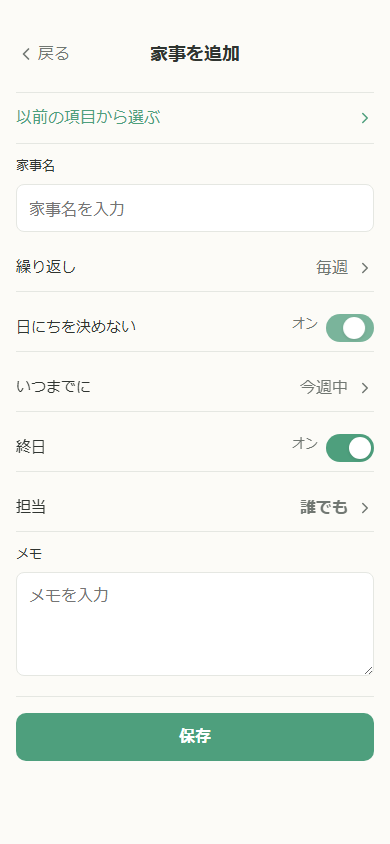 戻る 家事を追加
以前の項目から選ぶ
家事名
家事名を入力
繰り返し 毎週
日にちを決めない オン
いつまでに 今週中
終日 オン
担当 誰でも
メモ
メモを入力
保存